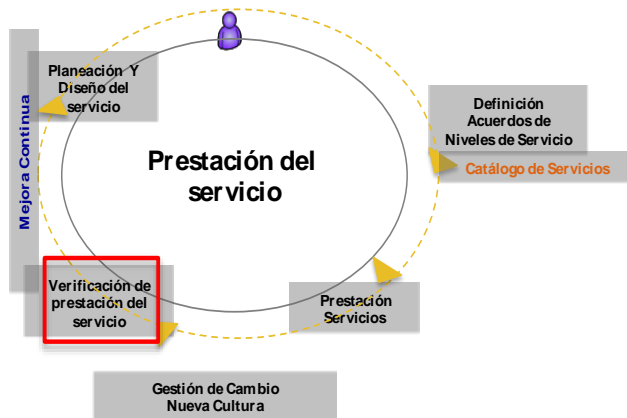 Planeación Y
Diseño del
servicio
Mejora Continua
Definición
Acuerdos de
Niveles de Servicio
Catálogo de Servicios
Prestación del
servicio
Verificación de
prestación del
servicio
Prestación
Servicios
Gestión de Cambio
Nueva Cultura